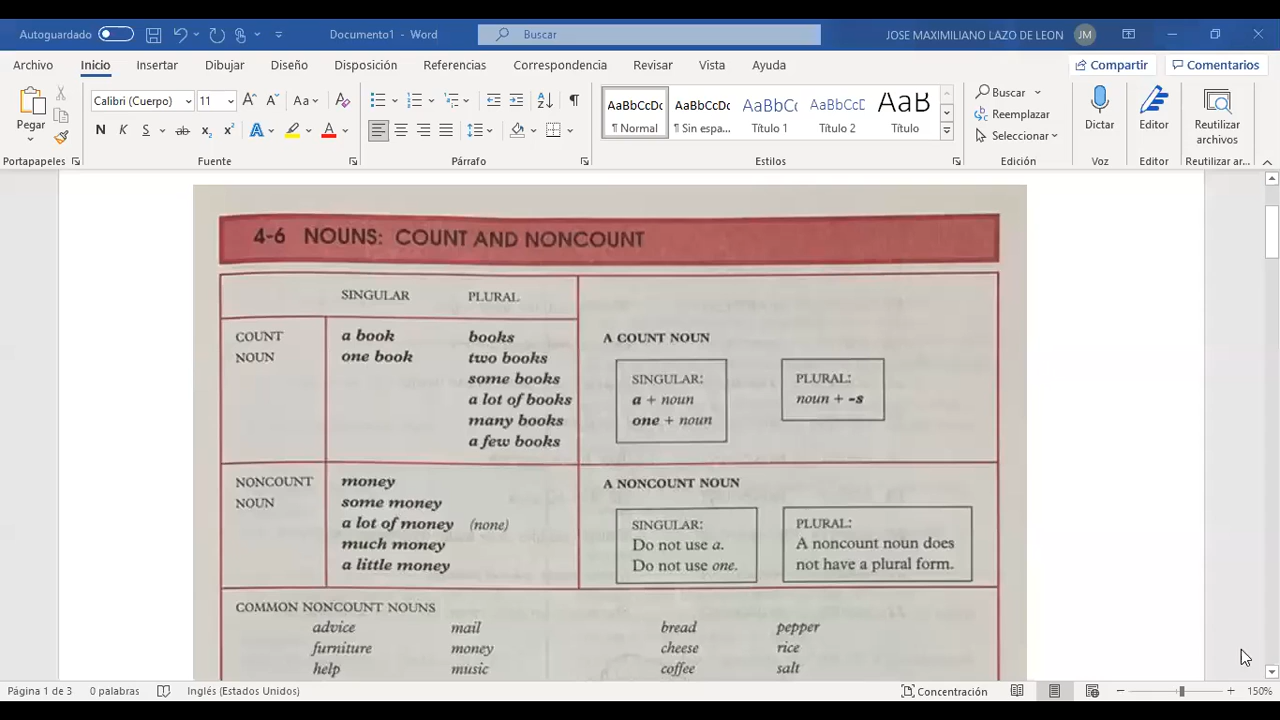 Autoguardado
Documento1 - Word
Buscar
JOSE MAXIMILIANO LAZO DE LEON
JM
Archivo Inicio Insertar Dibujar Diseño Disposición Referencias Correspondencia Revisar Vista Ayuda
Compartir
Comentarios
Pegar
Portapapeles
Calibri (Cuerpo) 11
A A Aa A
N K S ab x₂ x² A A
Fuente
Párrafo
AaBbCcDc AaBbCcDc AaBbCc AaBbCcD AaB
¶ Normal ¶ Sin espa... Título 1 Título 2 Título
Estilos
Buscar
Reemplazar
Seleccionar
Edición
Dictar
Voz
Editor
Editor
Reutilizar
archivos
Reutilizar ar...
4-6 NOUNS: COUNT AND NONCOUNT
SINGULAR PLURAL
COUNT
NOUN
a book
one book
books
two books
some books
a lot of books
many books
a few books
A COUNT NOUN
SINGULAR:
a + noun
one + noun
PLURAL:
noun + -s
NONCOUNT
NOUN
money
some money
a lot of money
much money
a little money
(none)
A NONCOUNT NOUN
SINGULAR:
Do not use a.
Do not use one.
PLURAL:
A noncount noun does
not have a plural form.
COMMON NONCOUNT NOUNS
advice mail bread pepper
furniture money cheese rice
help music coffee salt
Página 1 de 3 0 palabras Inglés (Estados Unidos)
Concentración
150%